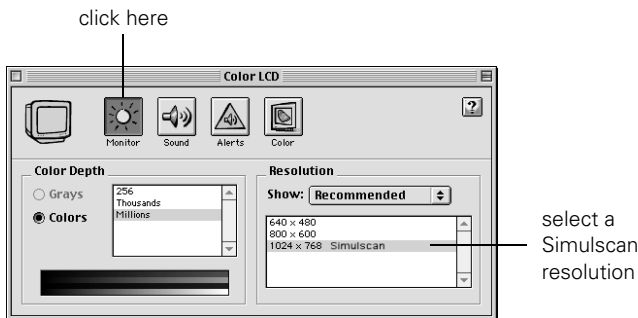 click here
Color LCD
Monitor Sound Alerts Color
?
Color Depth
Grays
Colors
256
Thousands
Millions
Resolution
Show: Recommended
640 x 480
800 x 600
1024 x 768 Simulscan
select a
Simulscan
resolution